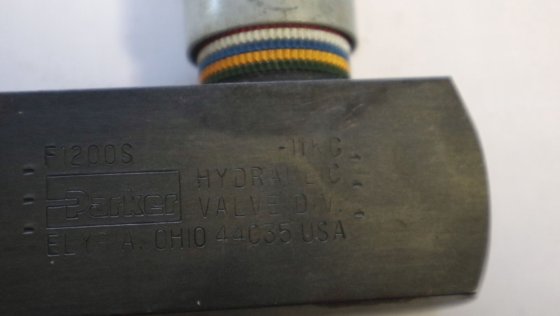 F1200S
Parker
HYDRAULIC
VALVE DIV.
ELYRIA, OHIO 44035 USA